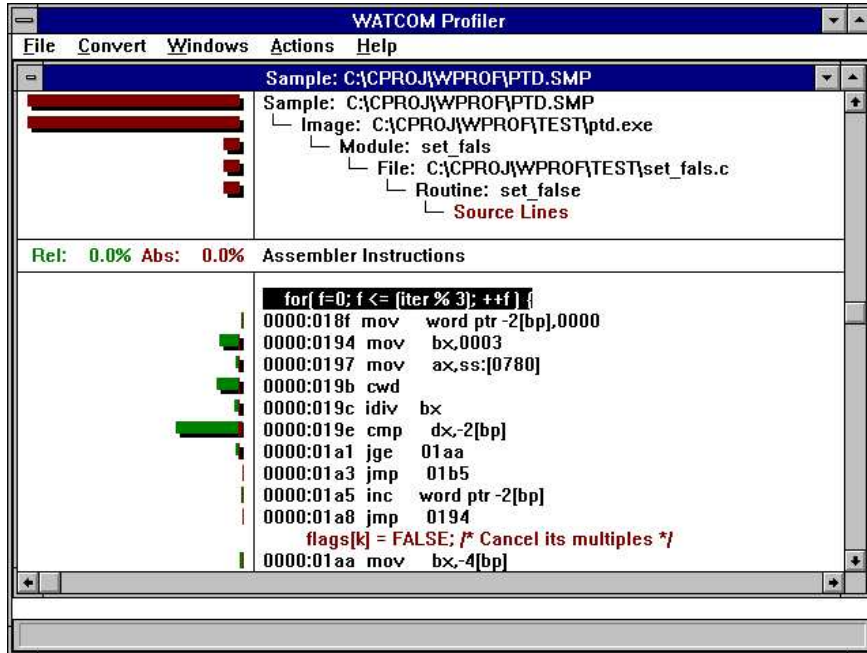 WATCOM Profiler
File Convert Windows Actions Help
Sample: C:\CPROJ\WPROF\PTD.SMP
Sample: C:\CPROJ\WPROF\PTD.SMP
Image: C:\CPROJ\WPROF\TEST\ptd.exe
Module: set_fals
File: C:\CPROJ\WPROF\TEST\set_fals.c
Routine: set_false
Source Lines
Rel: 0.0% Abs: 0.0% Assembler Instructions
for( f=0; f <= (iter % 3); ++f ) {
0000:018f mov word ptr -2[bp],0000
0000:0194 mov bx,0003
0000:0197 mov ax,ss:[0780]
0000:019b cwd
0000:019c idiv bx
0000:019e cmp dx,-2[bp]
0000:01a1 jge 01aa
0000:01a3 jmp 01b5
0000:01a5 inc word ptr -2[bp]
0000:01a8 jmp 0194
flags[k] = FALSE; /* Cancel its multiples */
0000:01aa mov bx,-4[bp]